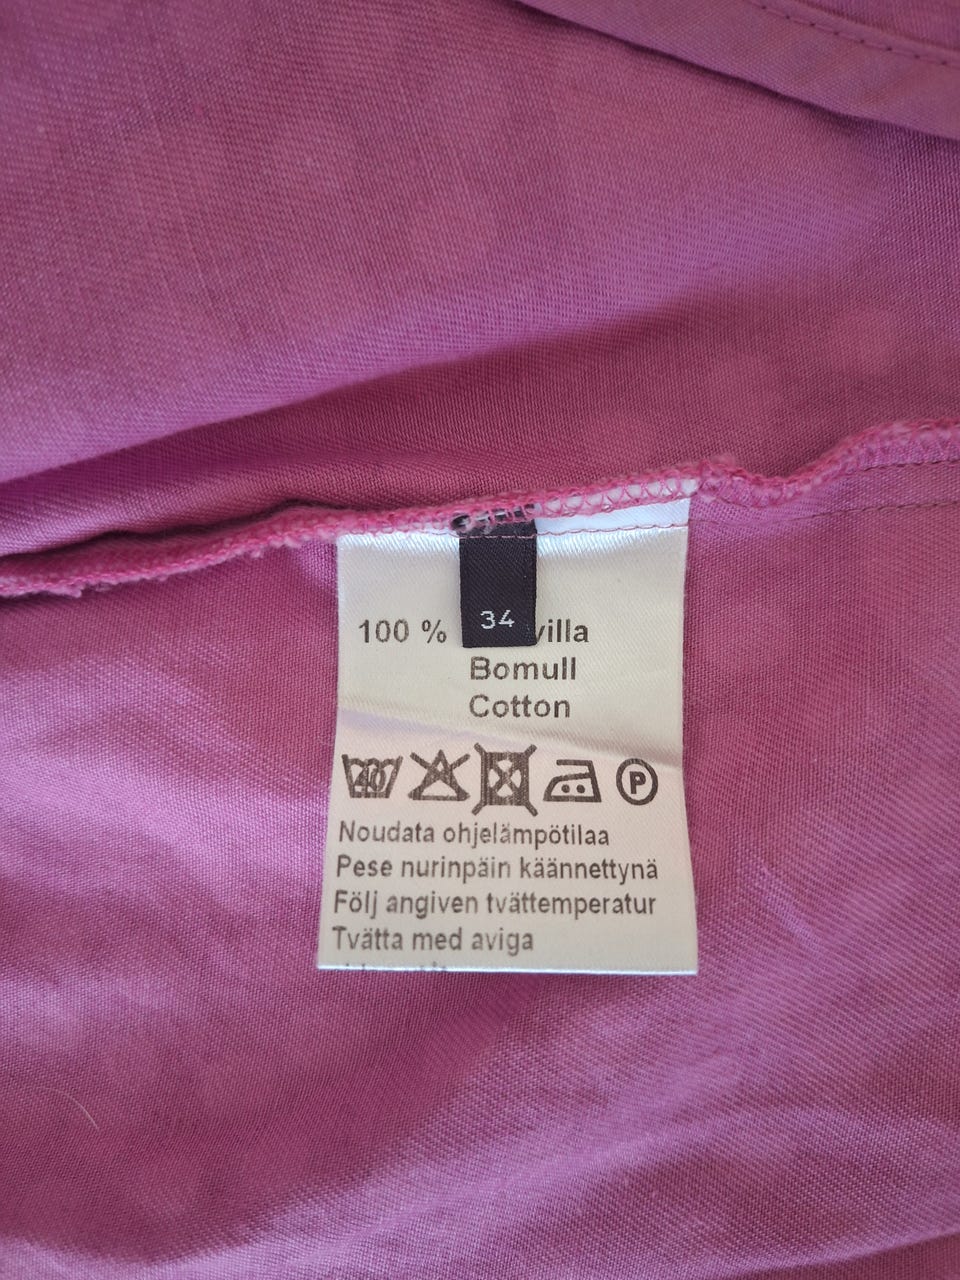 34
100 % villa
Bomull
Cotton
40
P
Noudata ohjelämpötilaa
Pese nurinpäin käännettynä
Följ angiven tvättemperatur
Tvätta med aviga